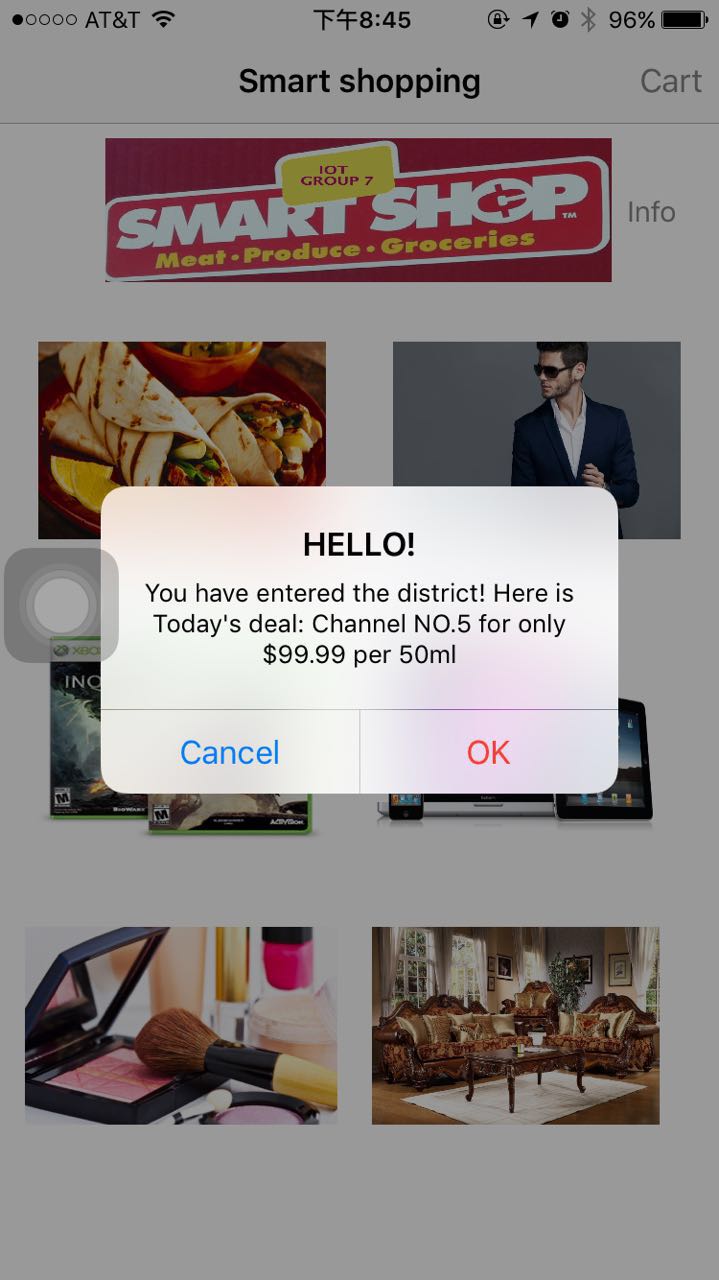 AT&T 下午8:45 96%
Smart shopping Cart
IOT
GROUP 7
SMART SHOP™
Meat • Produce • Groceries
Info
HELLO!
You have entered the district! Here is
Today's deal: Channel NO.5 for only
$99.99 per 50ml
Cancel OK
XBO
INQ
M
BIOWARE
M
ACTIVISION